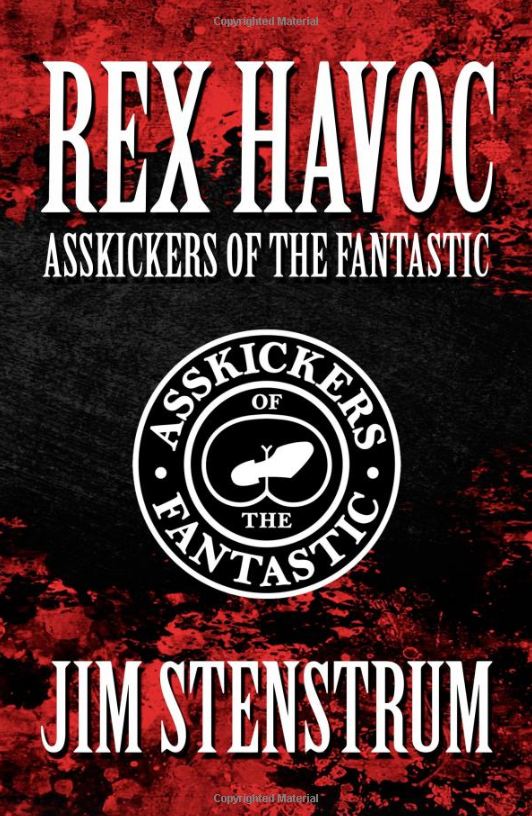 Copyrighted Material
REX HAVOC
ASSKICKERS OF THE FANTASTIC
ASSKICKERS
OF
THE
FANTASTIC
JIM STENSTRUM
Copyrighted Material